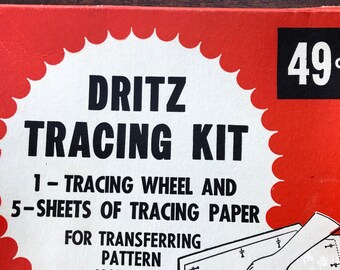 49¢
DRITZ
TRACING KIT
1 - TRACING WHEEL AND
5 - SHEETS OF TRACING PAPER
FOR TRANSFERRING
PATTERN